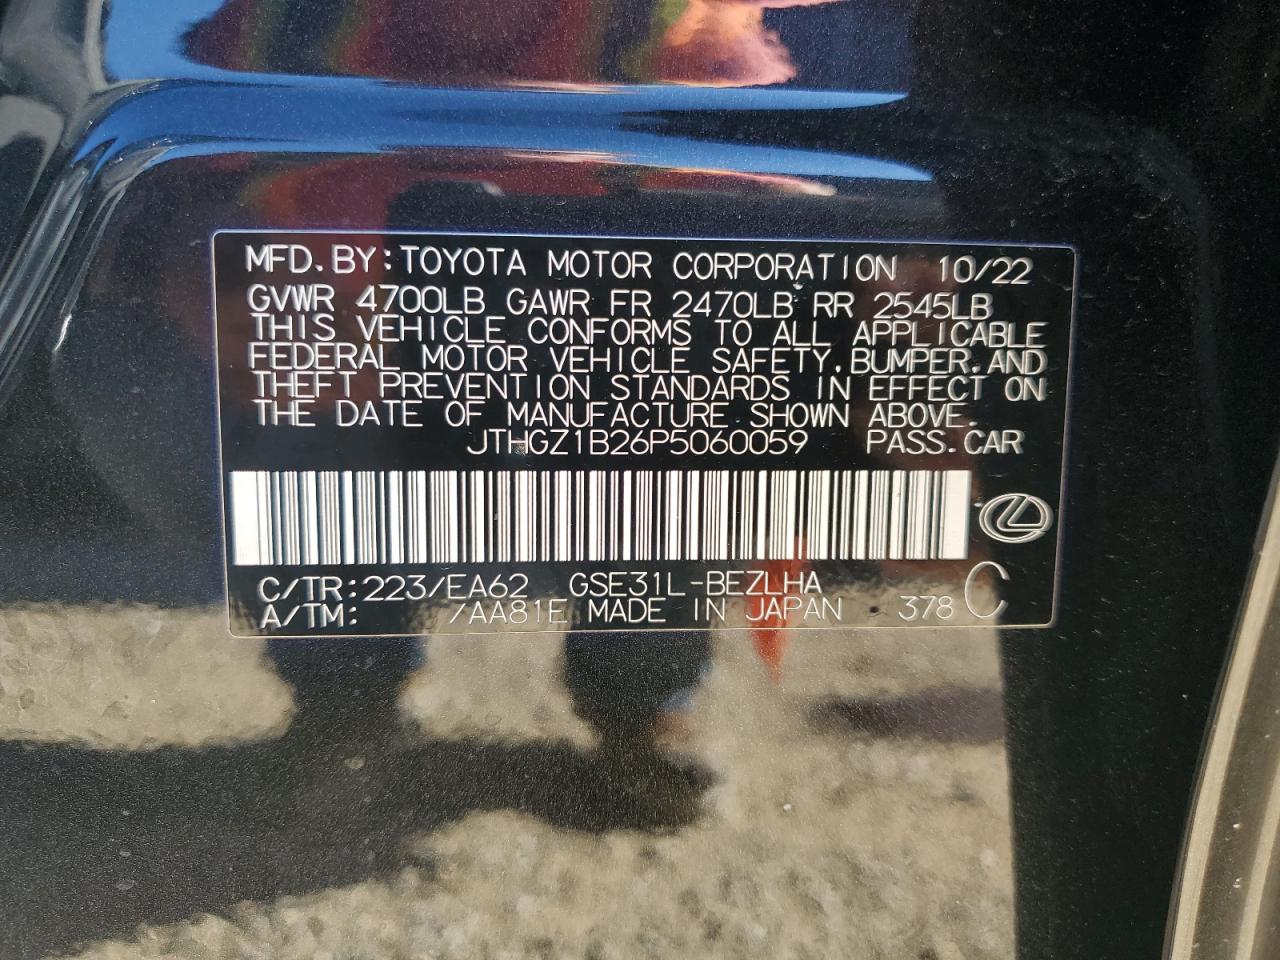 MFD.BY:TOYOTA MOTOR CORPORATION 10/22
GVWR 4700LB GAWR FR 2470LB RR 2545LB
THIS VEHICLE CONFORMS TO ALL APPLICABLE
FEDERAL MOTOR VEHICLE SAFETY,BUMPER,AND
THEFT PREVENTION STANDARDS IN EFFECT ON
THE DATE OF MANUFACTURE SHOWN ABOVE.
JTHGZ1B26P5060059 PASS.CAR
C/TR:223/EA62 GSE31L-BEZLHA C
A/TM: /AA81E MADE IN JAPAN 378